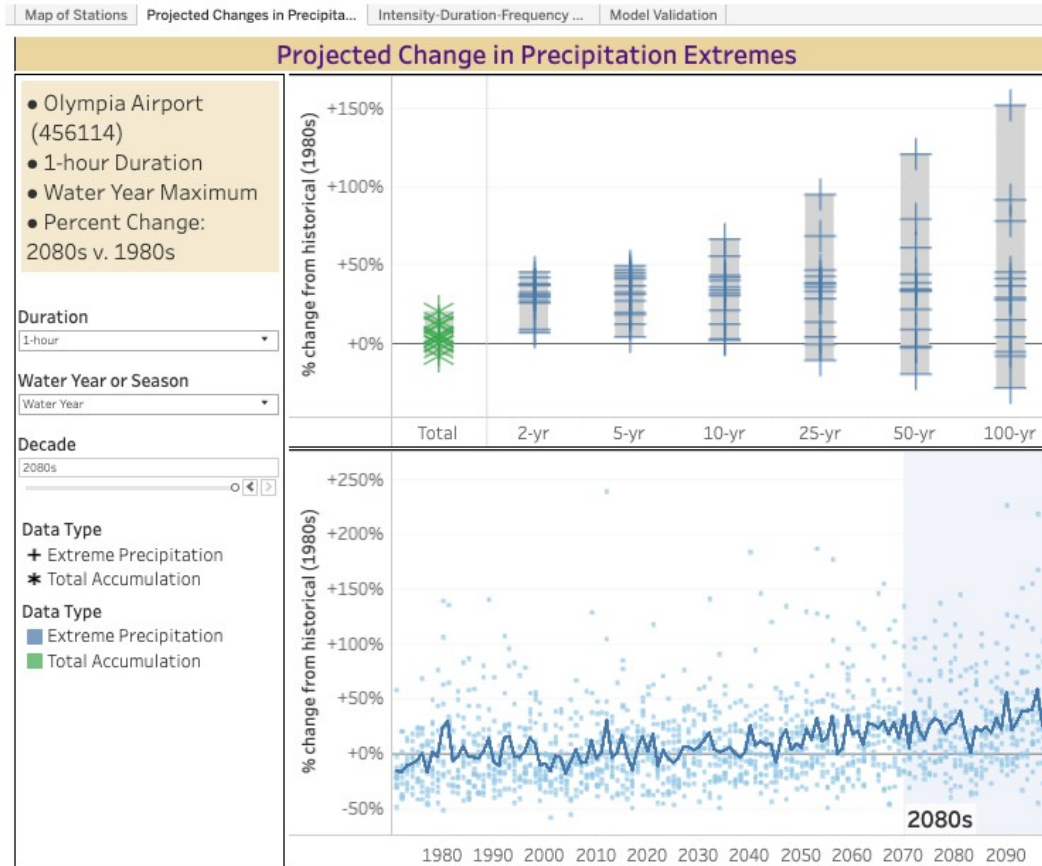 Map of Stations
Projected Changes in Precipita...
Intensity-Duration-Frequency ...
Model Validation
Projected Change in Precipitation Extremes
● Olympia Airport
(456114)
● 1-hour Duration
● Water Year Maximum
● Percent Change:
2080s v. 1980s
Duration
1-hour
Water Year or Season
Water Year
Decade
2080s
Data Type
Extreme Precipitation
Total Accumulation
Data Type
Extreme Precipitation
Total Accumulation
% change from historical (1980s)
+150%
+100%
+50%
+0%
Total 2-yr 5-yr 10-yr 25-yr 50-yr 100-yr
% change from historical (1980s)
+250%
+200%
+150%
+100%
+50%
+0%
-50%
2080s
1980 1990 2000 2010 2020 2030 2040 2050 2060 2070 2080 2090